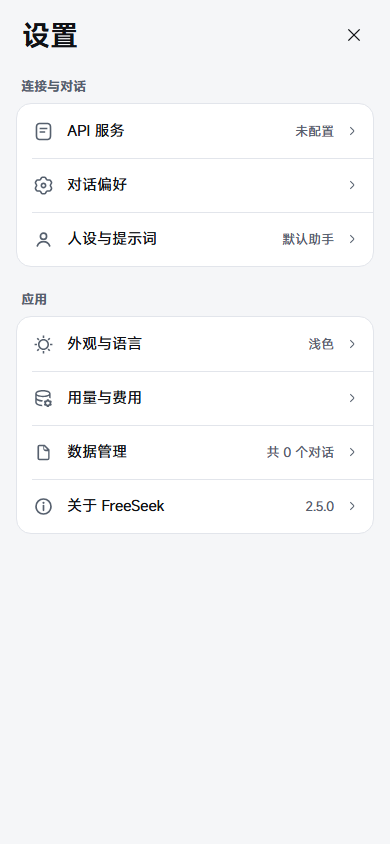 设置
连接与对话
API 服务 未配置
对话偏好
人设与提示词 默认助手
应用
外观与语言 浅色
用量与费用
数据管理 共 0 个对话
关于 FreeSeek 2.5.0